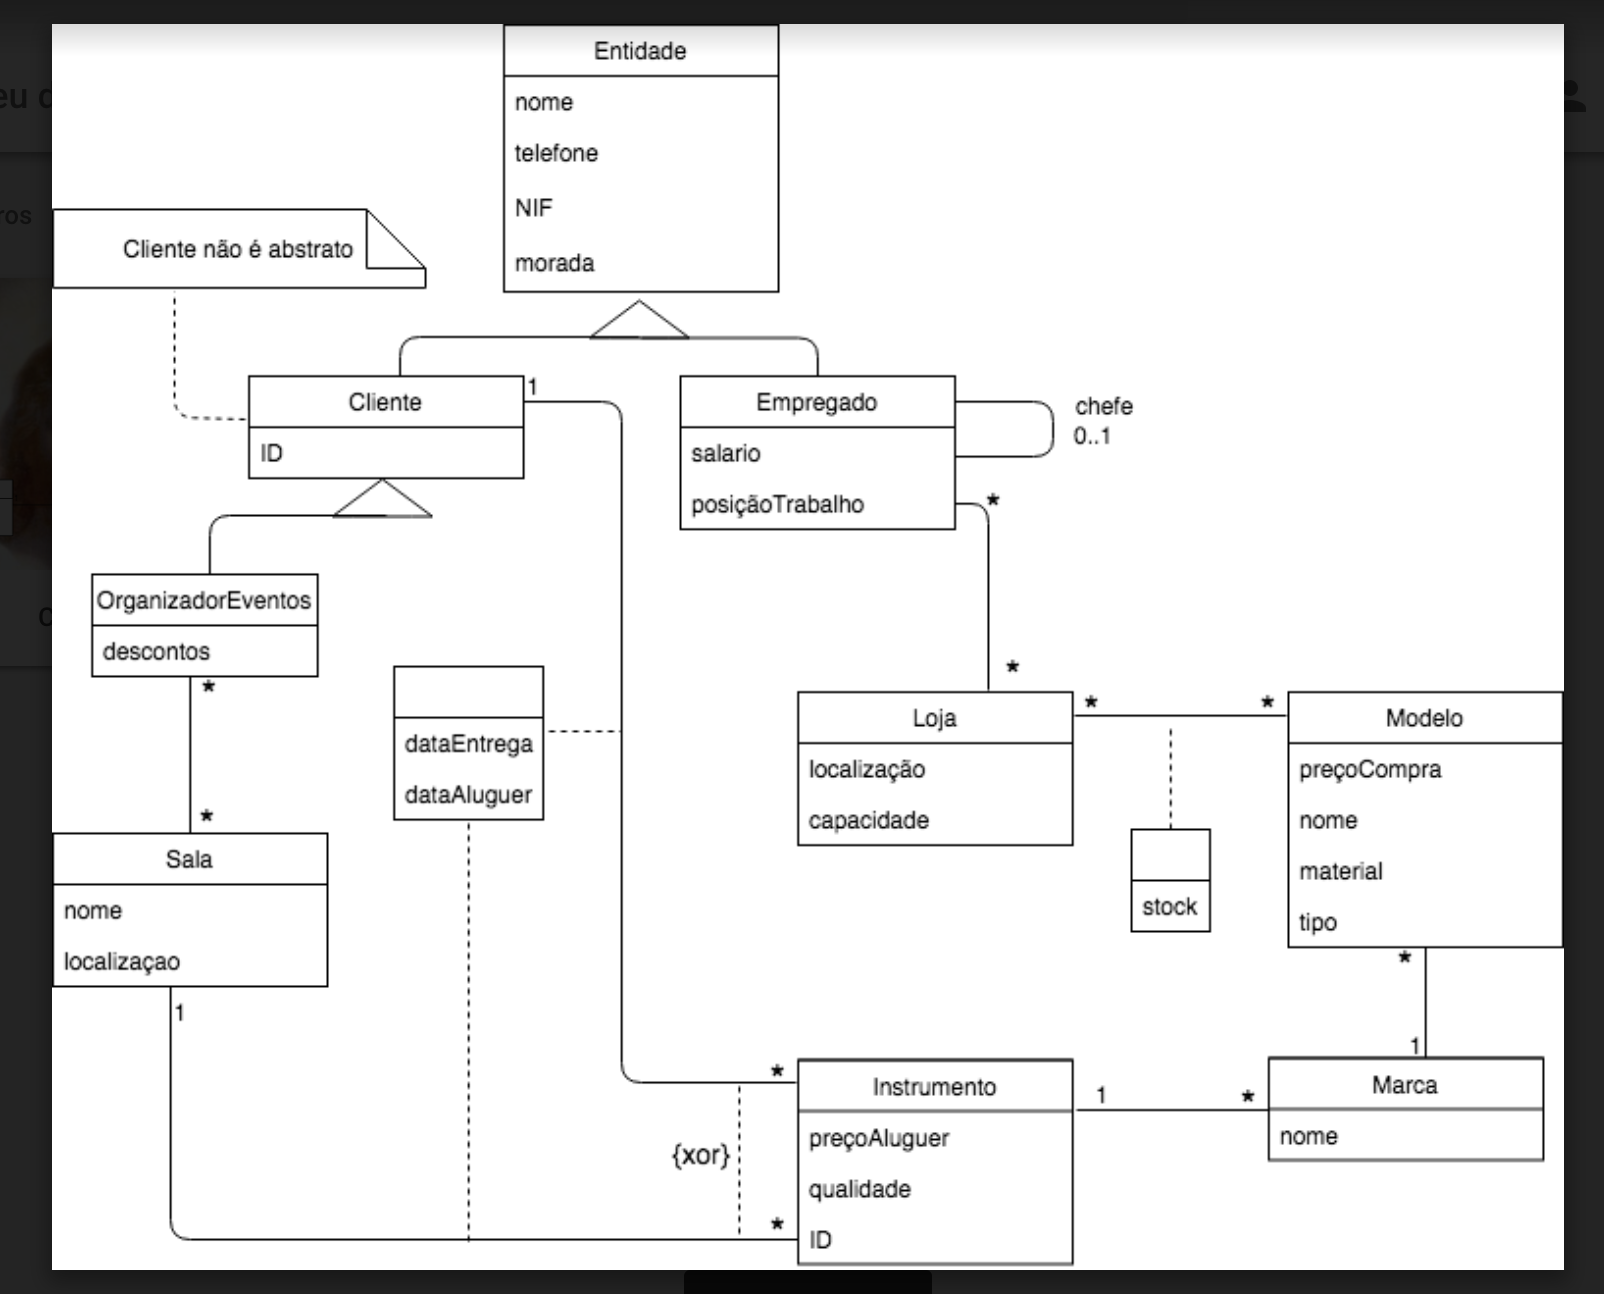 Entidade
nome
telefone
NIF
morada
eu
ros
Cliente não é abstrato
Cliente
1
ID
Empregado
salario
posiçãoTrabalho
chefe
0..1
*
*
OrganizadorEventos
descontos
*
*
dataEntrega
dataAluguer
Loja
localização
capacidade
*
*
Modelo
preçoCompra
nome
material
tipo
stock
Sala
nome
localizaçao
1
*
1
*
{xor}
*
Instrumento
preçoAluguer
qualidade
ID
1
*
Marca
nome